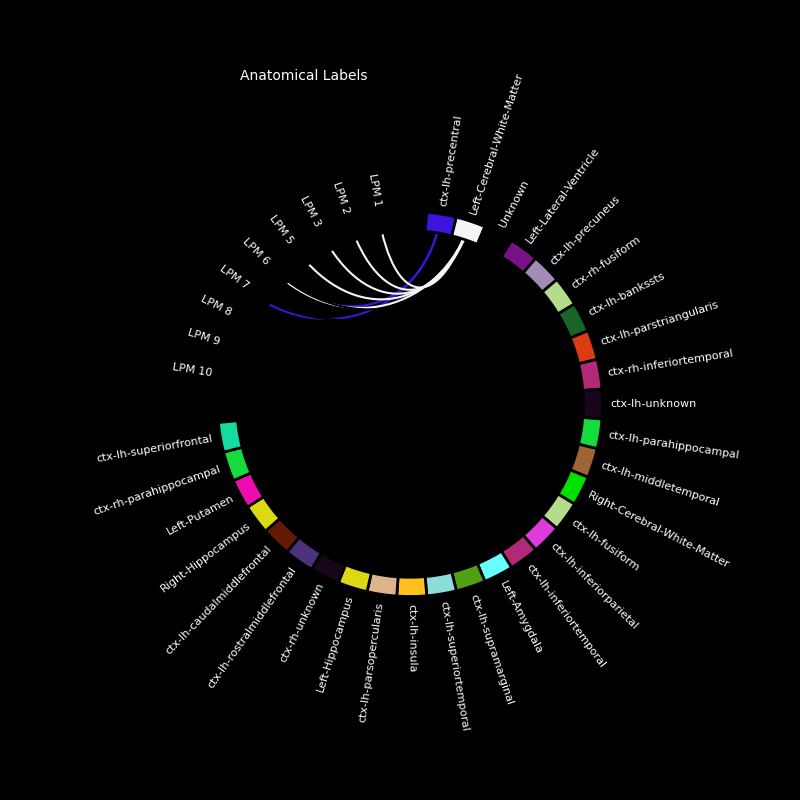 Anatomical Labels
ctx-lh-precentral
Left-Cerebral-White-Matter
Unknown
Left-Lateral-Ventricle
ctx-lh-precuneus
ctx-rh-fusiform
ctx-lh-bankssts
ctx-lh-parstriangularis
ctx-rh-inferiortemporal
ctx-lh-unknown
ctx-lh-parahippocampal
ctx-lh-middletemporal
Right-Cerebral-White-Matter
ctx-lh-fusiform
ctx-lh-inferiorparietal
ctx-lh-inferiortemporal
Left-Amygdala
ctx-lh-supramarginal
ctx-lh-superiortemporal
ctx-lh-insula
ctx-lh-parsopercularis
Left-Hippocampus
ctx-rh-unknown
ctx-lh-rostralmiddlefrontal
ctx-lh-caudalmiddlefrontal
Right-Hippocampus
Left-Putamen
ctx-rh-parahippocampal
ctx-lh-superiorfrontal
LPM 10
LPM 9
LPM 8
LPM 7
LPM 6
LPM 5
LPM 3
LPM 2
LPM 1